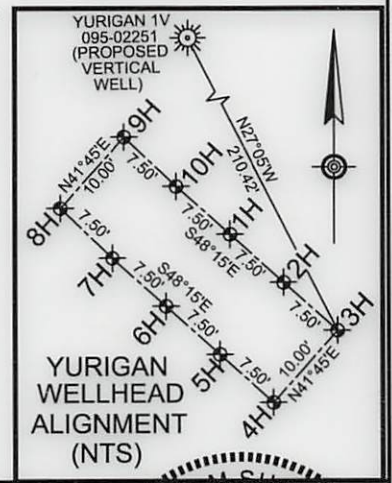 YURIGAN 1V
095-02251
(PROPOSED
VERTICAL
WELL)
N27°05'W
210.42'
N41°45'E
10.00'
9H
7.50'
10H
7.50'
1H
S48°15'E
7.50'
2H
7.50'
3H
8H
7.50'
7H
7.50'
S48°15'E
6H
7.50'
5H
7.50'
4H
10.00'
N41°45'E
YURIGAN
WELLHEAD
ALIGNMENT
(NTS)